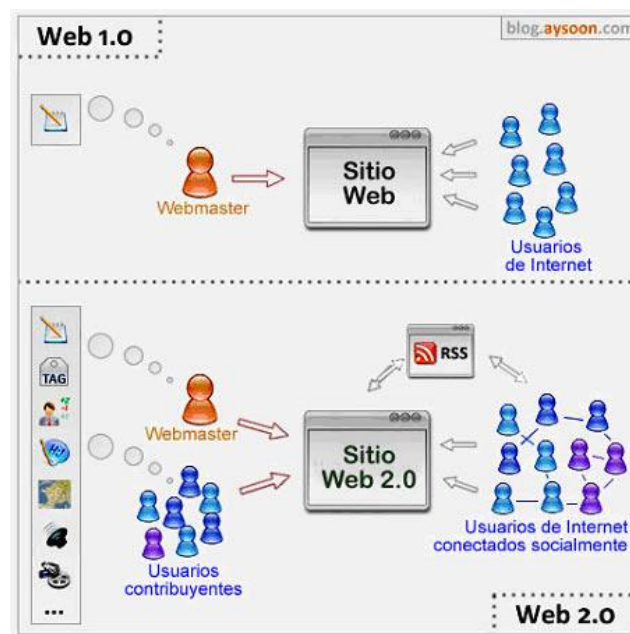 Web 1.0
blog.aysoon.com
Webmaster
Sitio
Web
Usuarios
de Internet
RSS
TAG
Webmaster
Sitio
Web 2.0
Usuarios
contribuyentes
Usuarios de Internet
conectados socialmente
...
Web 2.0